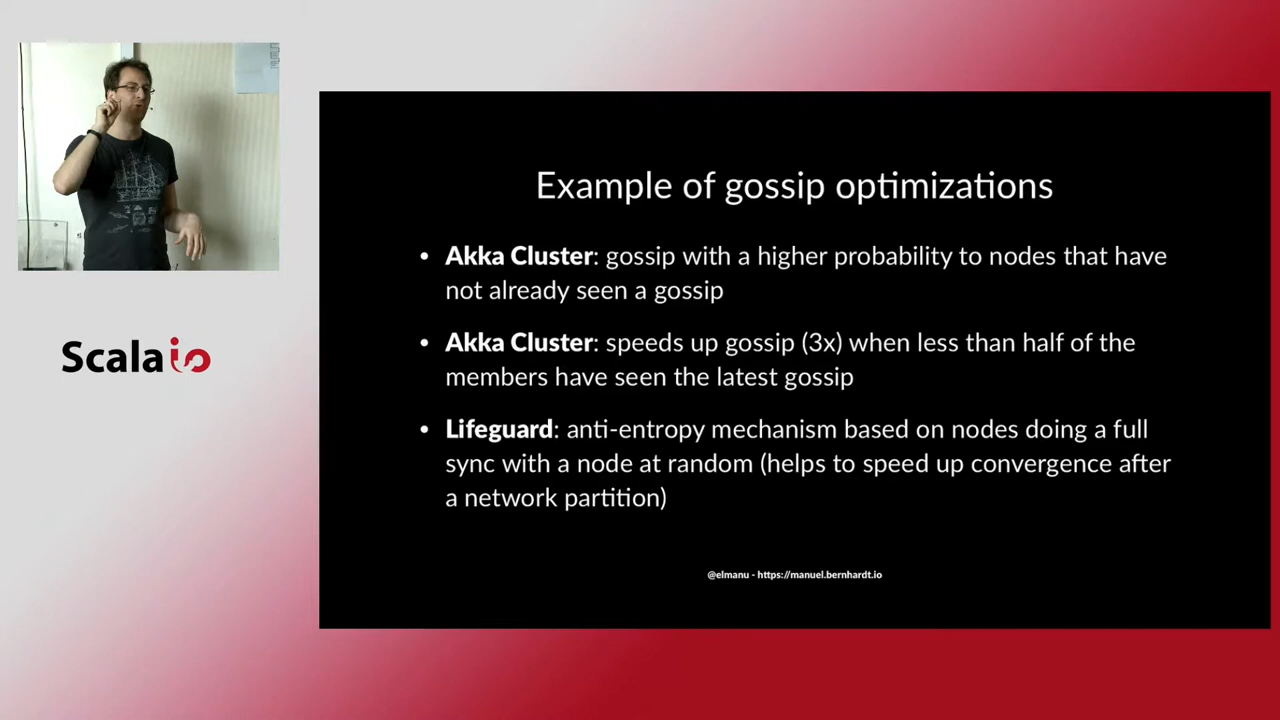 Example of gossip optimizations
• Akka Cluster: gossip with a higher probability to nodes that have
not already seen a gossip
• Akka Cluster: speeds up gossip (3x) when less than half of the
members have seen the latest gossip
• Lifeguard: anti-entropy mechanism based on nodes doing a full
sync with a node at random (helps to speed up convergence after
a network partition)
@elmanu - https://manuel.bernhardt.io
Scala io